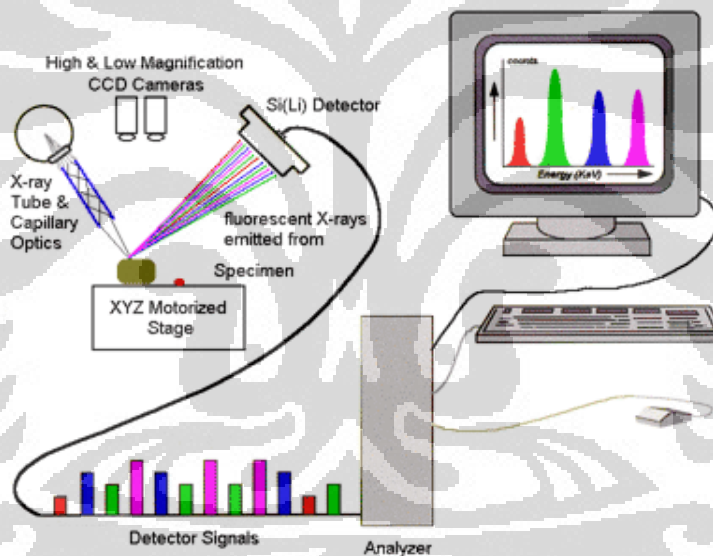 High & Low Magnification
CCD Cameras
Si(Li) Detector
X-ray
Tube &
Capillary
Optics
fluorescent X-rays
emitted from
Specimen
XYZ Motorized
Stage
counts
Energy (KeV)
Detector Signals
Analyzer